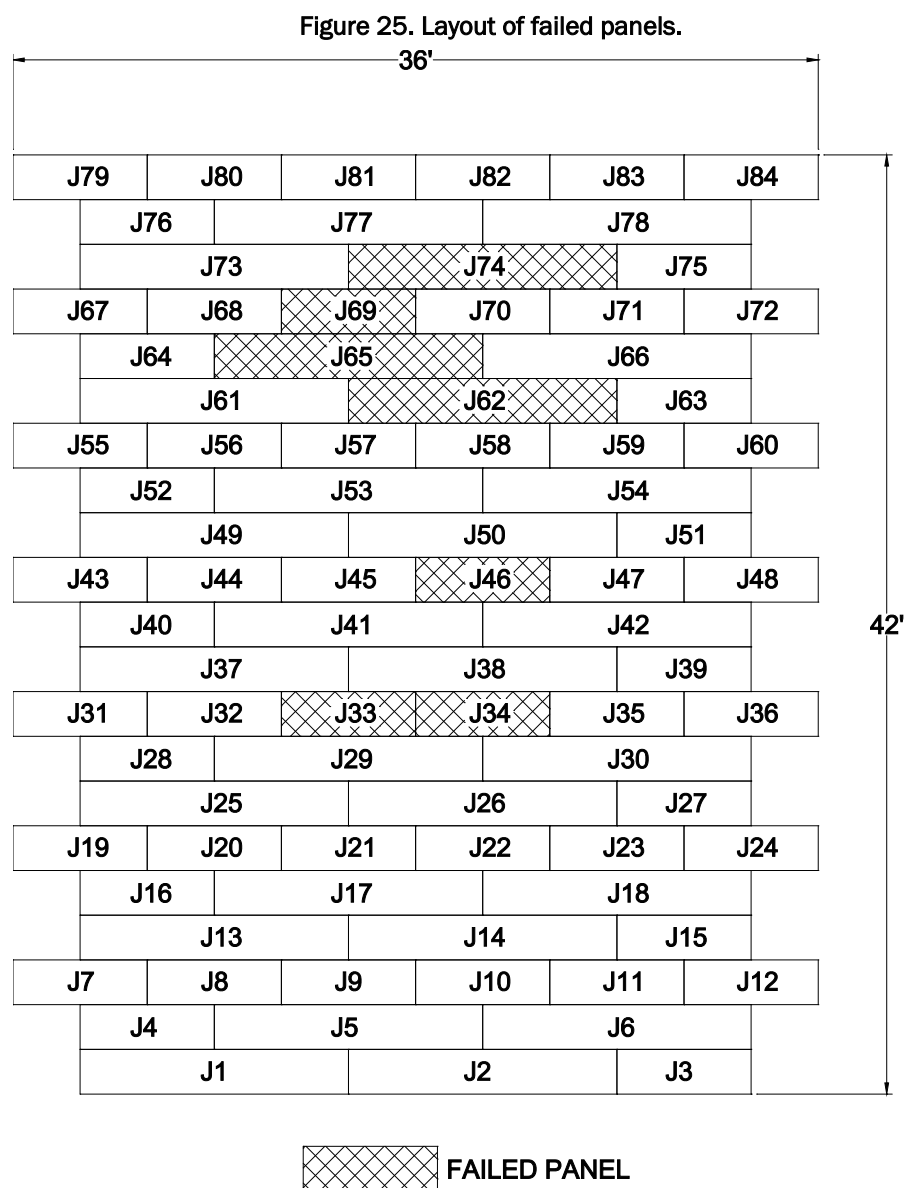 Figure 25. Layout of failed panels.
36'
J79 J80 J81 J82 J83 J84
J76 J77 J78
J73 J74 J75
J67 J68 J69 J70 J71 J72
J64 J65 J66
J61 J62 J63
J55 J56 J57 J58 J59 J60
J52 J53 J54
J49 J50 J51
J43 J44 J45 J46 J47 J48
J40 J41 J42
42'
J37 J38 J39
J31 J32 J33 J34 J35 J36
J28 J29 J30
J25 J26 J27
J19 J20 J21 J22 J23 J24
J16 J17 J18
J13 J14 J15
J7 J8 J9 J10 J11 J12
J4 J5 J6
J1 J2 J3
FAILED PANEL